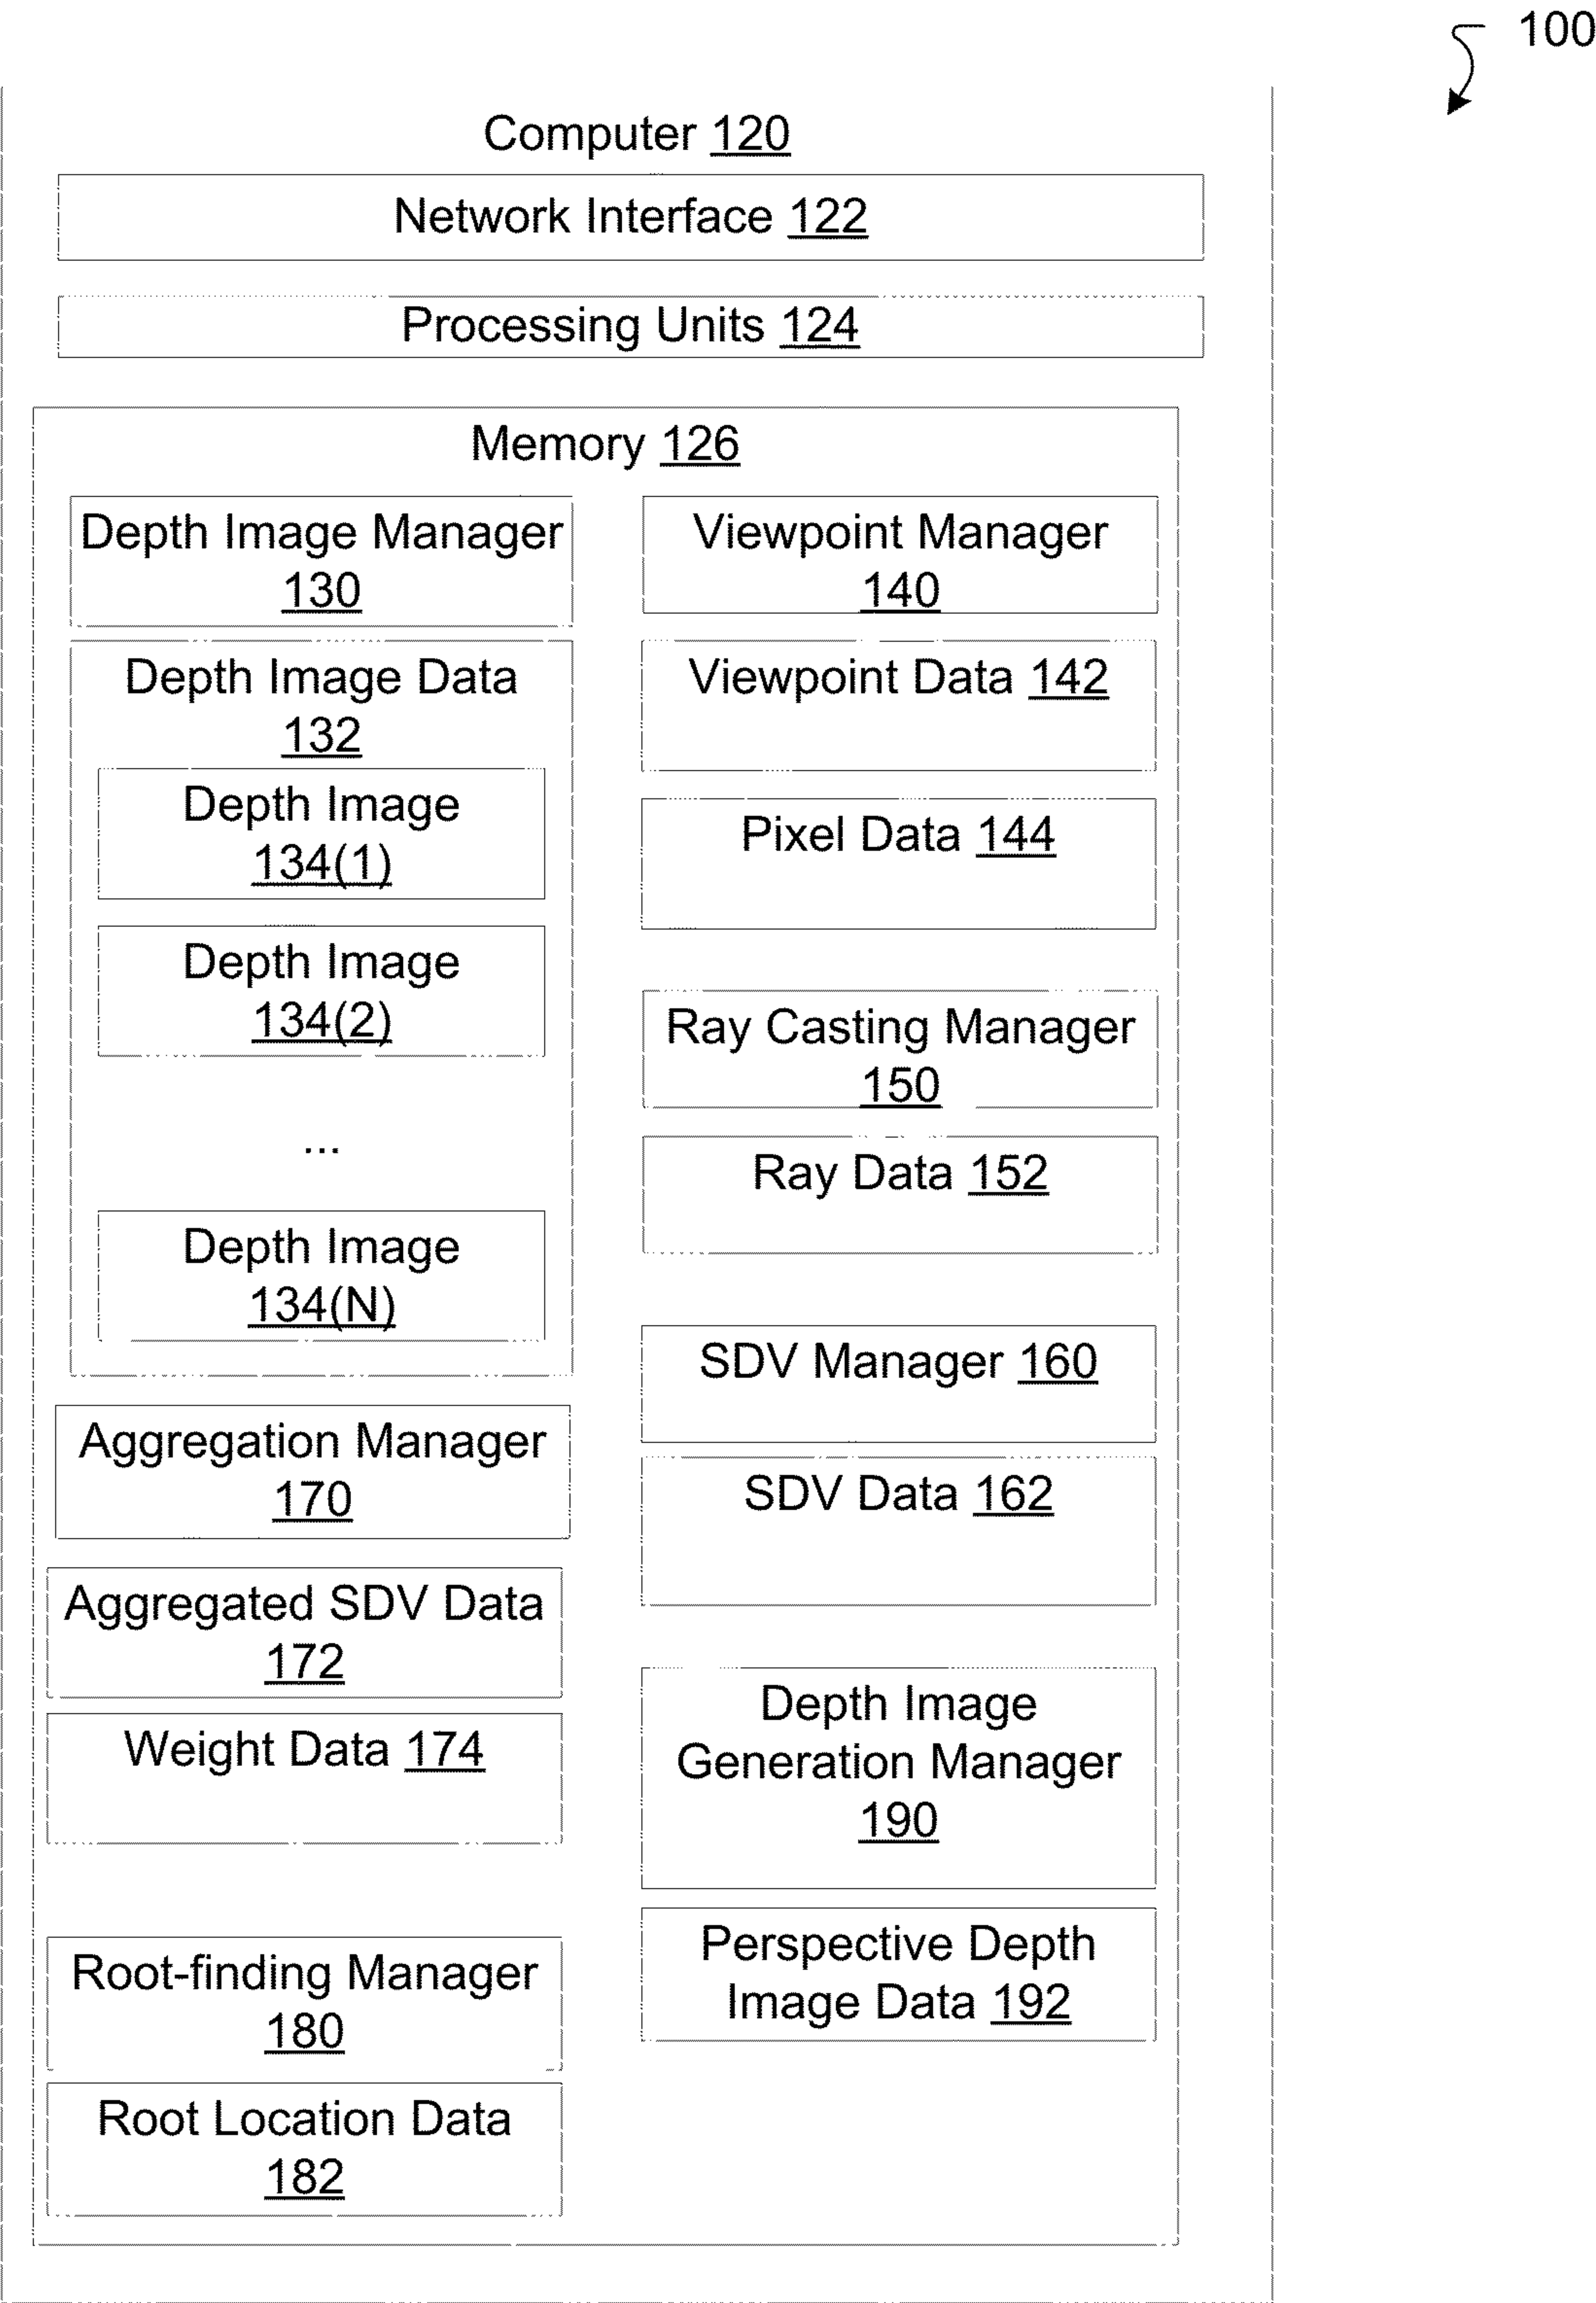 100
Computer 120
Network Interface 122
Processing Units 124
Memory 126
Depth Image Manager
130
Depth Image Data
132
Depth Image
134(1)
Depth Image
134(2)
...
Depth Image
134(N)
Aggregation Manager
170
Aggregated SDV Data
172
Weight Data 174
Root-finding Manager
180
Root Location Data
182
Viewpoint Manager
140
Viewpoint Data 142
Pixel Data 144
Ray Casting Manager
150
Ray Data 152
SDV Manager 160
SDV Data 162
Depth Image
Generation Manager
190
Perspective Depth
Image Data 192